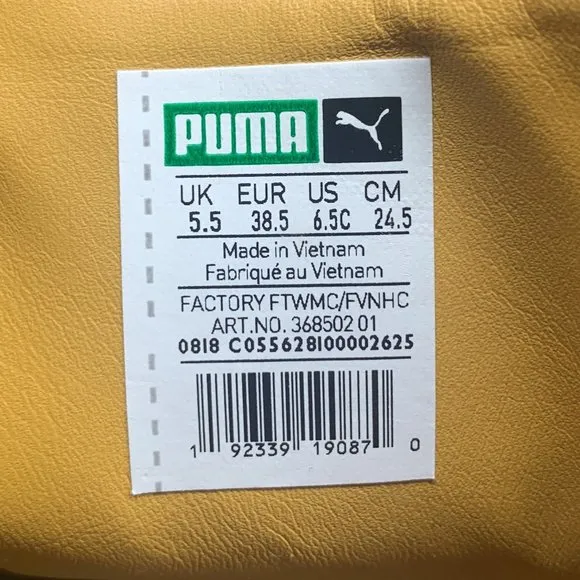 PUMA
UK EUR US CM
5.5 38.5 6.5C 24.5
Made in Vietnam
Fabriqué au Vietnam
FACTORY FTWMC/FVNHC
ART.NO. 368502 01
0818 C055628100002625
1 92339 19087 0